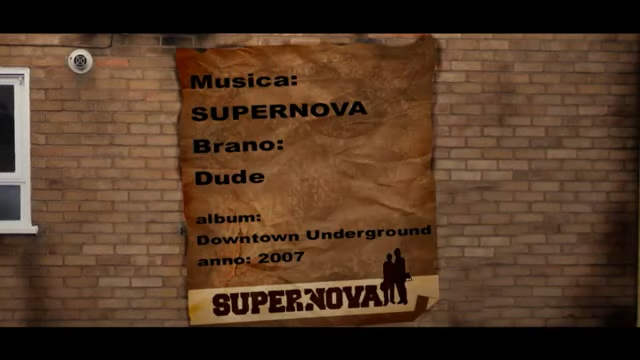 Musica:
SUPERNOVA
Brano:
Dude
album:
Downtown Underground
anno: 2007
SUPERNOVA